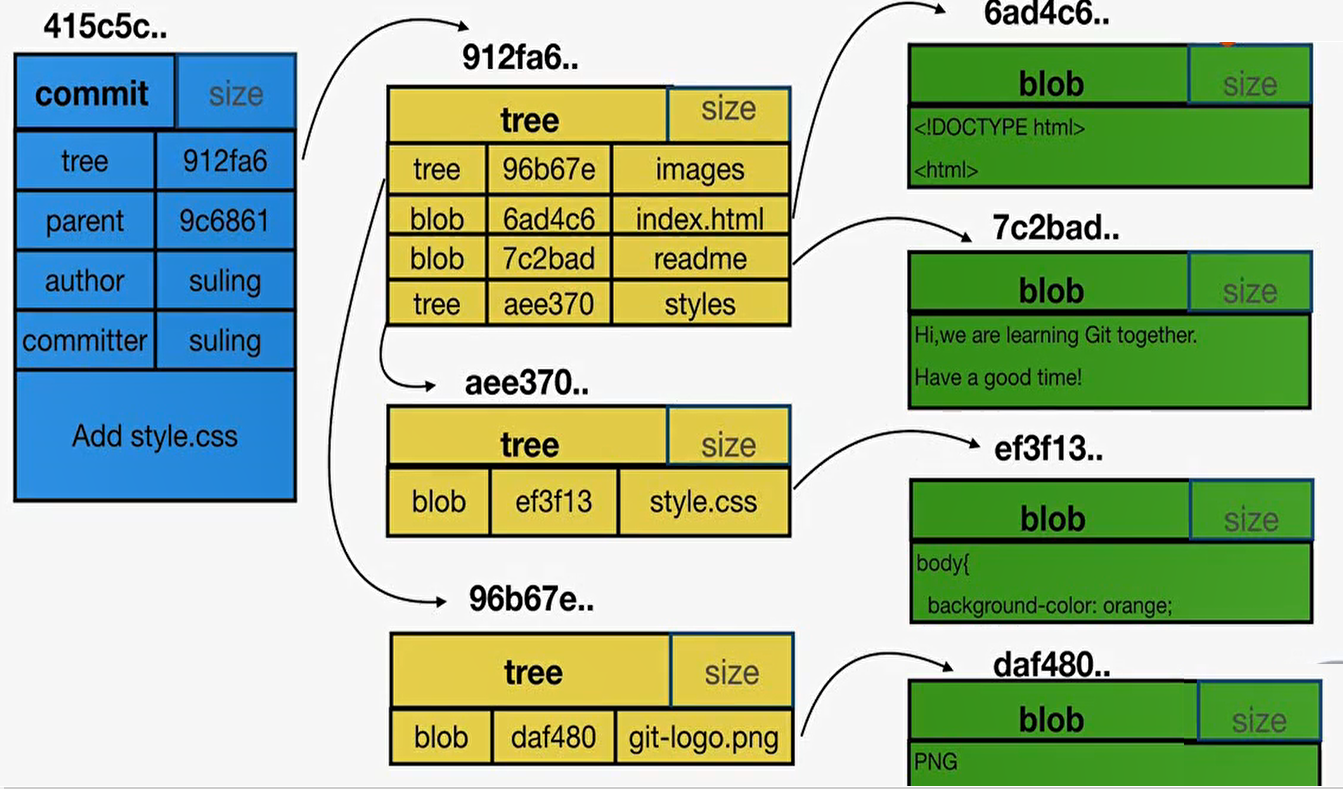 415c5c..
commit size
tree 912fa6
parent 9c6861
author suling
committer suling
Add style.css
912fa6..
tree size
tree 96b67e images
blob 6ad4c6 index.html
blob 7c2bad readme
tree aee370 styles
aee370..
tree size
blob ef3f13 style.css
96b67e..
tree size
blob daf480 git-logo.png
6ad4c6..
blob size
<!DOCTYPE html>
<html>
7c2bad..
blob size
Hi,we are learning Git together.
Have a good time!
ef3f13..
blob size
body{
background-color: orange;
daf480..
blob size
PNG